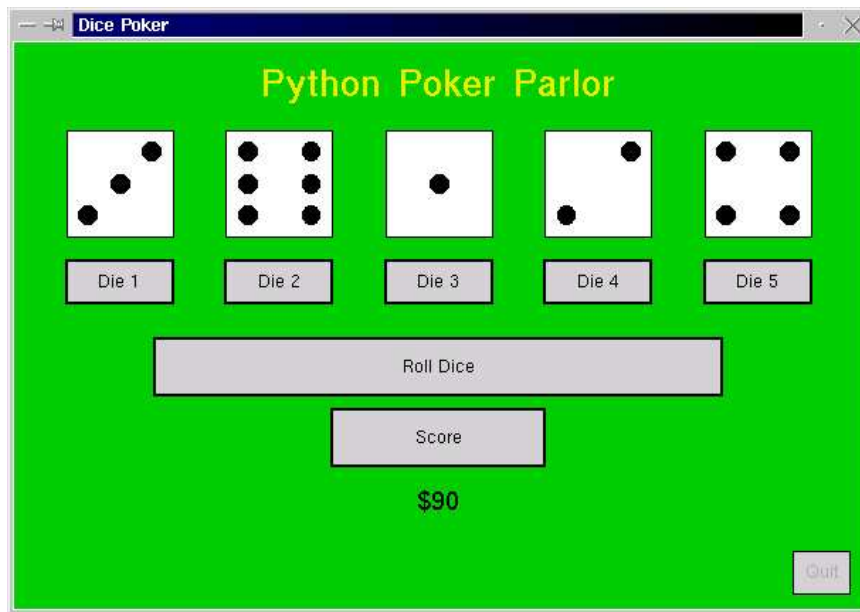 Dice Poker
Python Poker Parlor
Die 1 Die 2 Die 3 Die 4 Die 5
Roll Dice
Score
$90
Quit